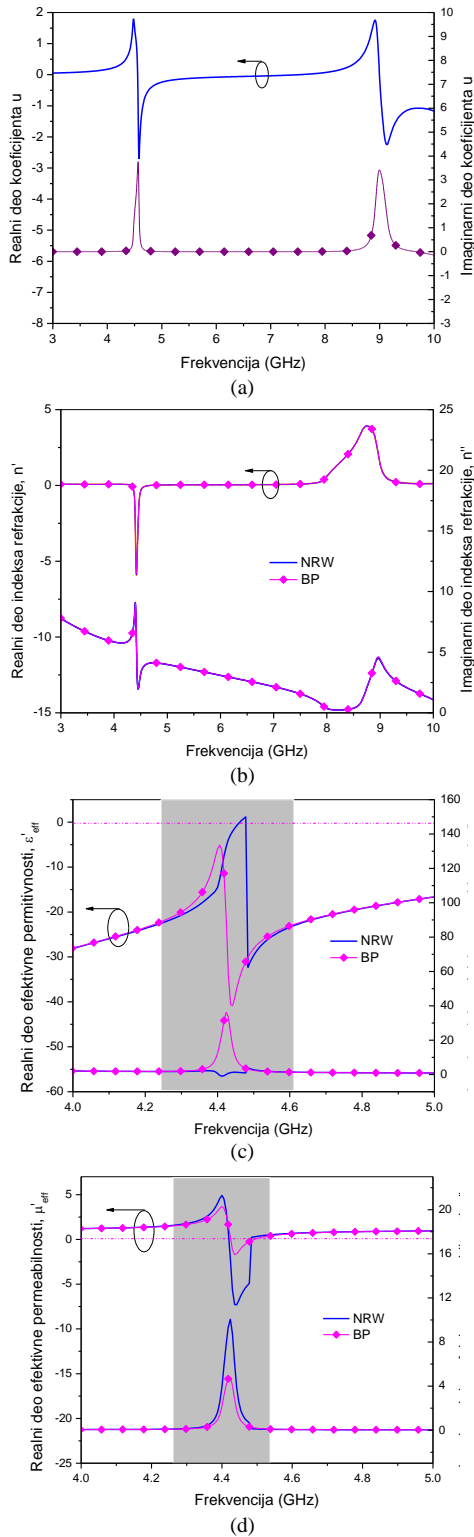 Realni deo koeficijenta u
2
1
0
-1
-2
-3
-4
-5
-6
-7
-8
10
9
8
7
6
5
4
3
2
1
0
-1
-2
-3
Imaginarni deo koeficijenta u
3 4 5 6 7 8 9 10
Frekvencija (GHz)
(a)
Realni deo indeksa refrakcije, n'
5
0
-5
-10
-15
25
20
15
10
5
0
Imaginarni deo indeksa refrakcije, n''
NRW
BP
3 4 5 6 7 8 9 10
Frekvencija (GHz)
(b)
Realni deo efektivne permitivnosti, ε'eff
0
-10
-20
-30
-40
-50
-60
160
140
120
100
80
60
40
20
0
NRW
BP
4.0 4.2 4.4 4.6 4.8 5.0
Frekvencija (GHz)
(c)
Realni deo efektivne permeabilnosti, μ'eff
5
0
-5
-10
-15
-20
-25
20
16
12
8
4
0
NRW
BP
4.0 4.2 4.4 4.6 4.8 5.0
Frekvencija (GHz)
(d)